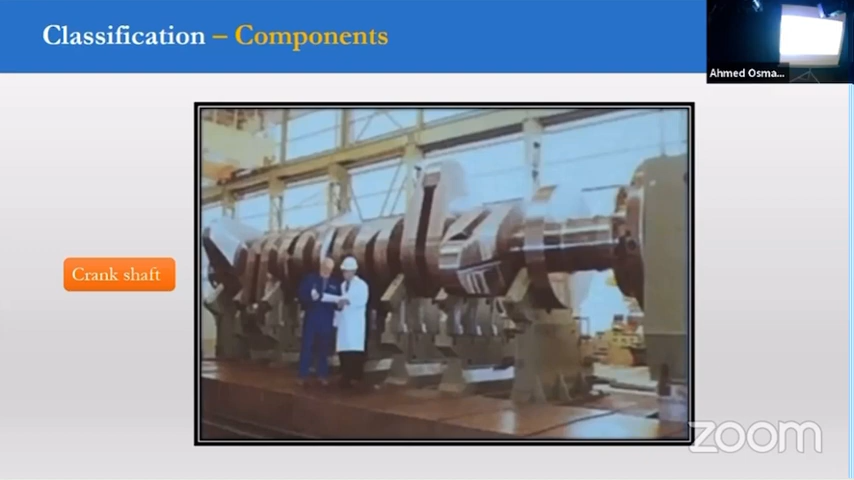 Classification – Components
Ahmed Osma...
Crank shaft
zoom